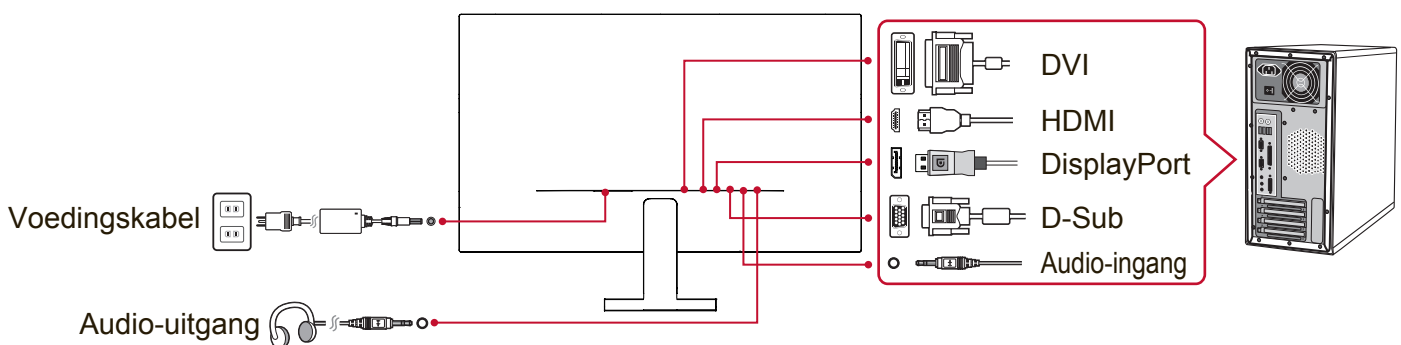 DVI
HDMI
DisplayPort
Voedingskabel
D-Sub
Audio-ingang
Audio-uitgang